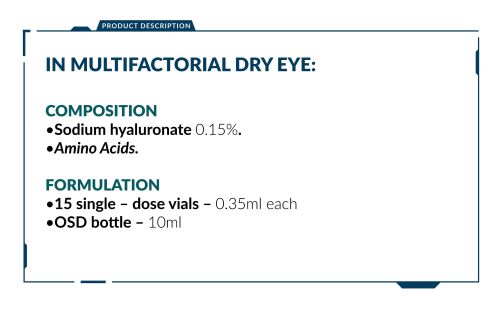 PRODUCT DESCRIPTION
IN MULTIFACTORIAL DRY EYE:
COMPOSITION
•Sodium hyaluronate 0.15%.
•Amino Acids.
FORMULATION
•15 single – dose vials – 0.35ml each
•OSD bottle – 10ml